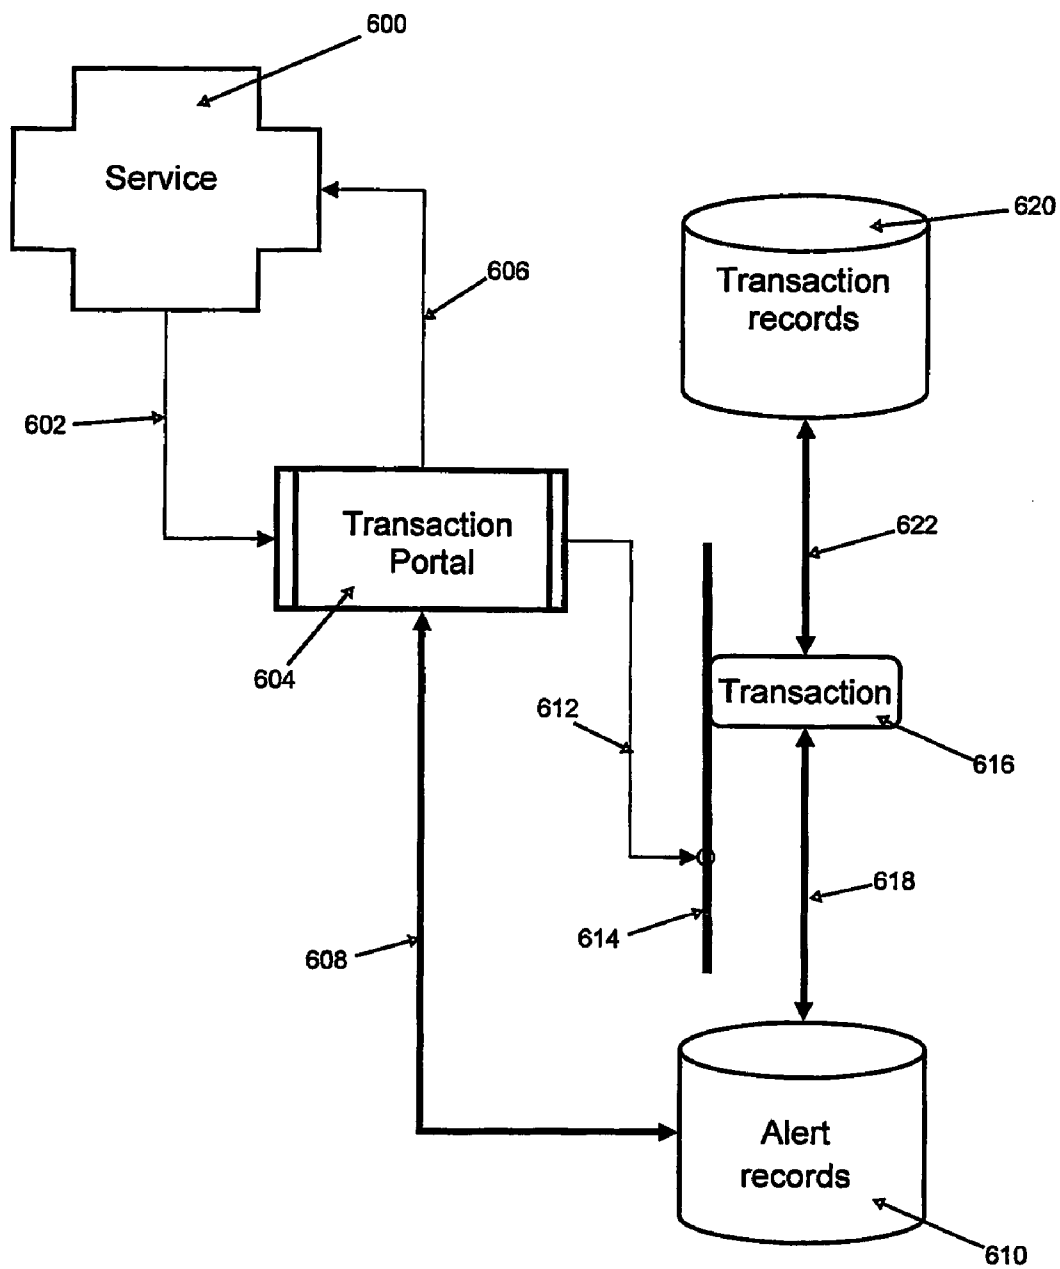 600
Service
620
Transaction
records
606
602
622
Transaction
Portal
604
Transaction
612
616
618
614
608
Alert
records
610